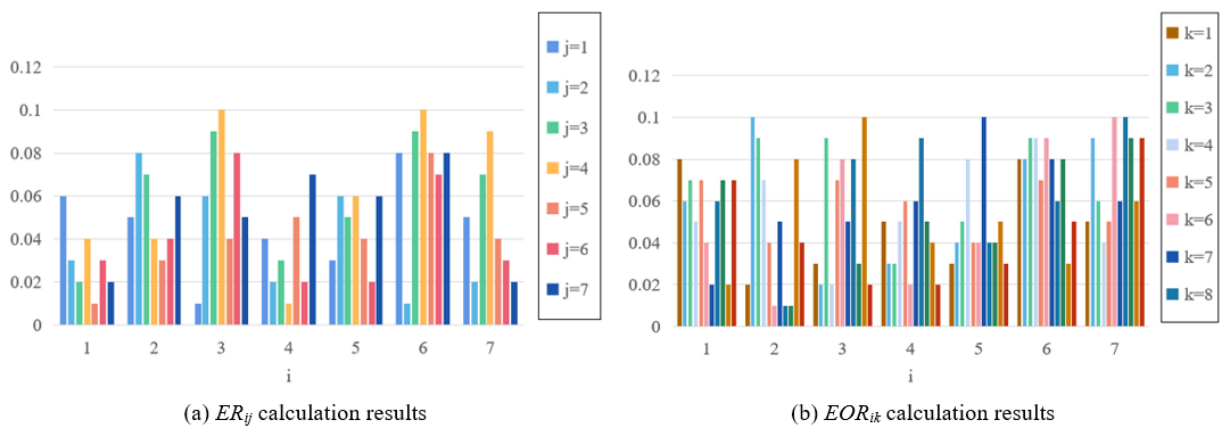 0.12
0.1
0.08
0.06
0.04
0.02
0
1 2 3 4 5 6 7
i
j=1
j=2
j=3
j=4
j=5
j=6
j=7
(a) ERij calculation results
0.12
0.1
0.08
0.06
0.04
0.02
0
1 2 3 4 5 6 7
i
k=1
k=2
k=3
k=4
k=5
k=6
k=7
k=8
(b) EORik calculation results